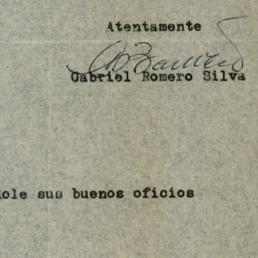 Atentamente
Gabriel Romero Silva
ole sus buenos oficios